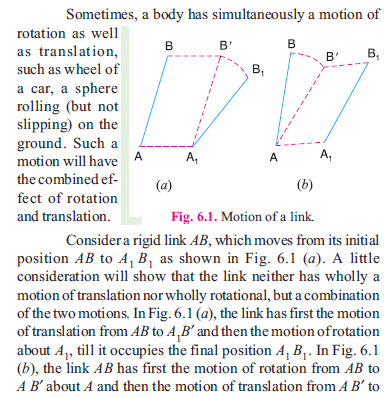 Sometimes, a body has simultaneously a motion of
rotation as well
as translation,
such as wheel of
a car, a sphere
rolling (but not
slipping) on the
ground. Such a
motion will have
the combined ef-
fect of rotation
and translation.
B B′ B₁
A A₁
(a)
B B′ B₁
A A₁
(b)
Fig. 6.1. Motion of a link.
Consider a rigid link AB, which moves from its initial
position AB to A₁ B₁ as shown in Fig. 6.1 (a). A little
consideration will show that the link neither has wholly a
motion of translation nor wholly rotational, but a combination
of the two motions. In Fig. 6.1 (a), the link has first the motion
of translation from AB to A₁B′ and then the motion of rotation
about A₁, till it occupies the final position A₁ B₁. In Fig. 6.1
(b), the link AB has first the motion of rotation from AB to
A B′ about A and then the motion of translation from A B′ to